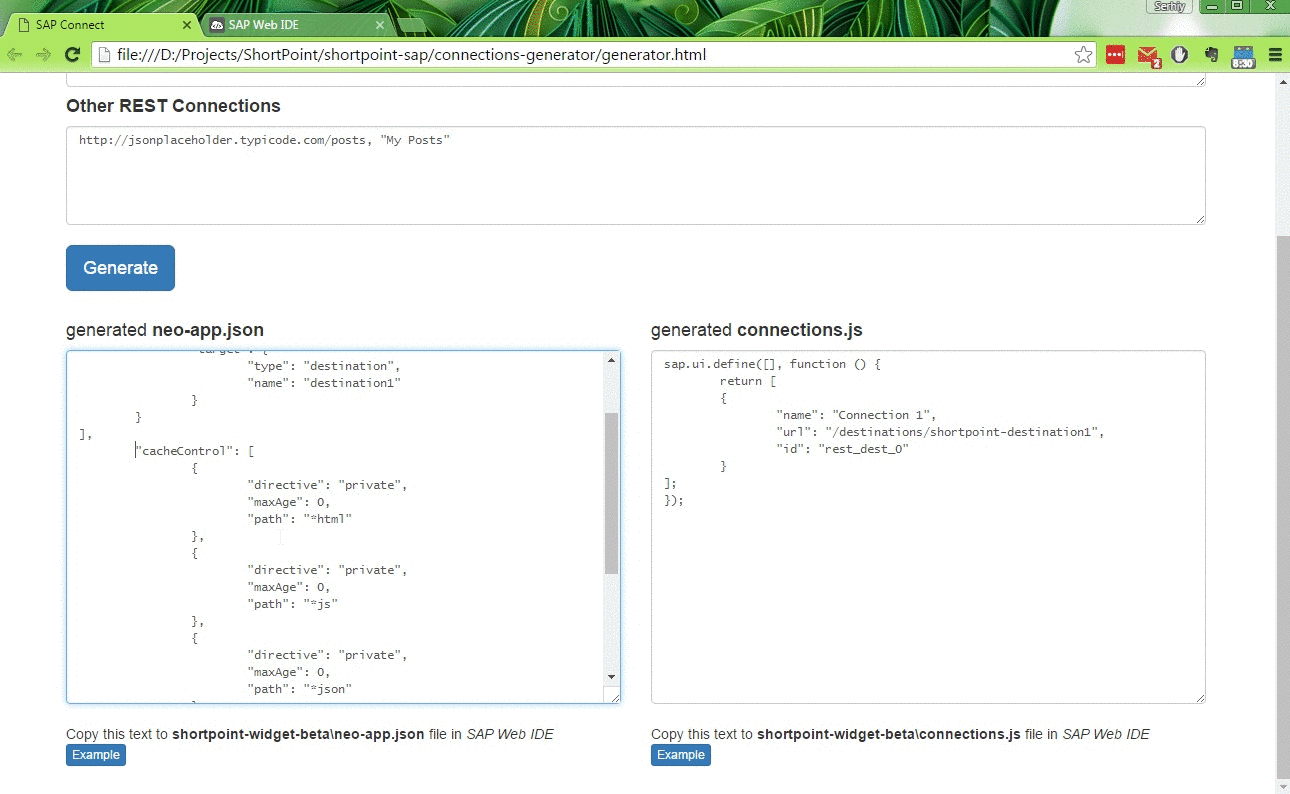 Serhiy
SAP Connect
SAP Web IDE
file:///D:/Projects/ShortPoint/shortpoint-sap/connections-generator/generator.html
2
8:30
Other REST Connections
http://jsonplaceholder.typicode.com/posts, "My Posts"
Generate
generated neo-app.json
"target": {
"type": "destination",
"name": "destination1"
}
}
],
"cacheControl": [
{
"directive": "private",
"maxAge": 0,
"path": "*html"
},
{
"directive": "private",
"maxAge": 0,
"path": "*js"
},
{
"directive": "private",
"maxAge": 0,
"path": "*json"
Copy this text to shortpoint-widget-beta\neo-app.json file in SAP Web IDE
Example
generated connections.js
sap.ui.define([], function () {
return [
{
"name": "Connection 1",
"url": "/destinations/shortpoint-destination1",
"id": "rest_dest_0"
}
];
});
Copy this text to shortpoint-widget-beta\connections.js file in SAP Web IDE
Example